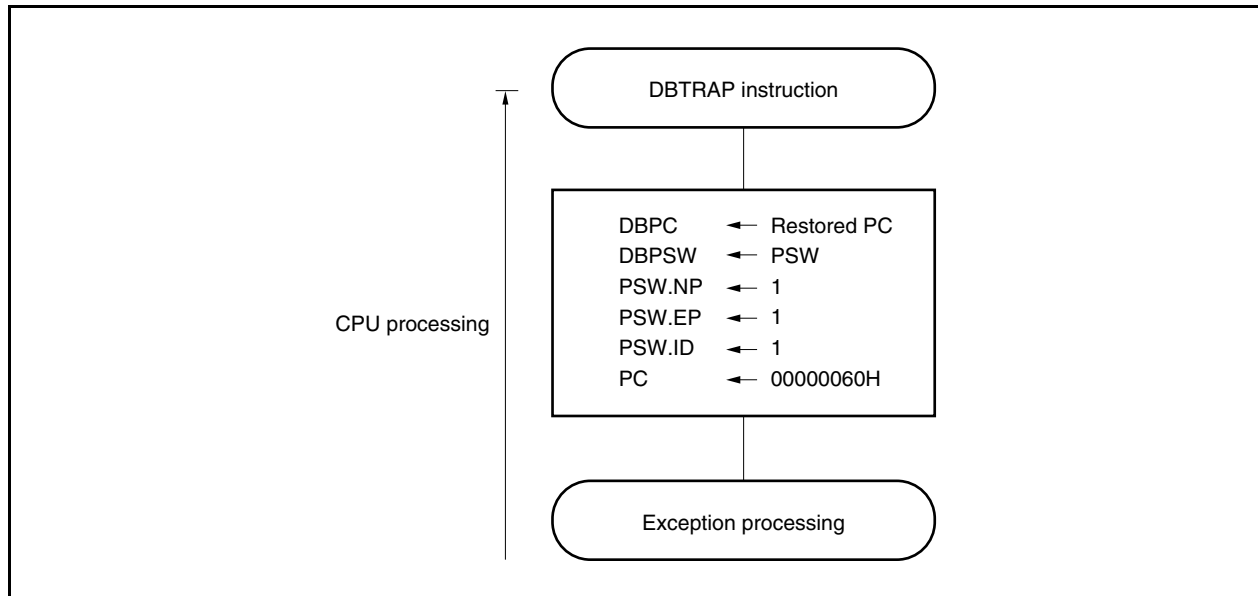 DBTRAP instruction
DBPC ← Restored PC
DBPSW ← PSW
PSW.NP ← 1
PSW.EP ← 1
PSW.ID ← 1
PC ← 00000060H
CPU processing
Exception processing